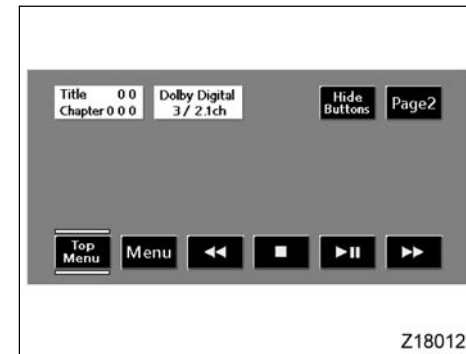 Title 0 0
Chapter 0 0 0
Dolby Digital
3 / 2.1ch
Hide
Buttons
Page2
Top
Menu
Menu
Z18012